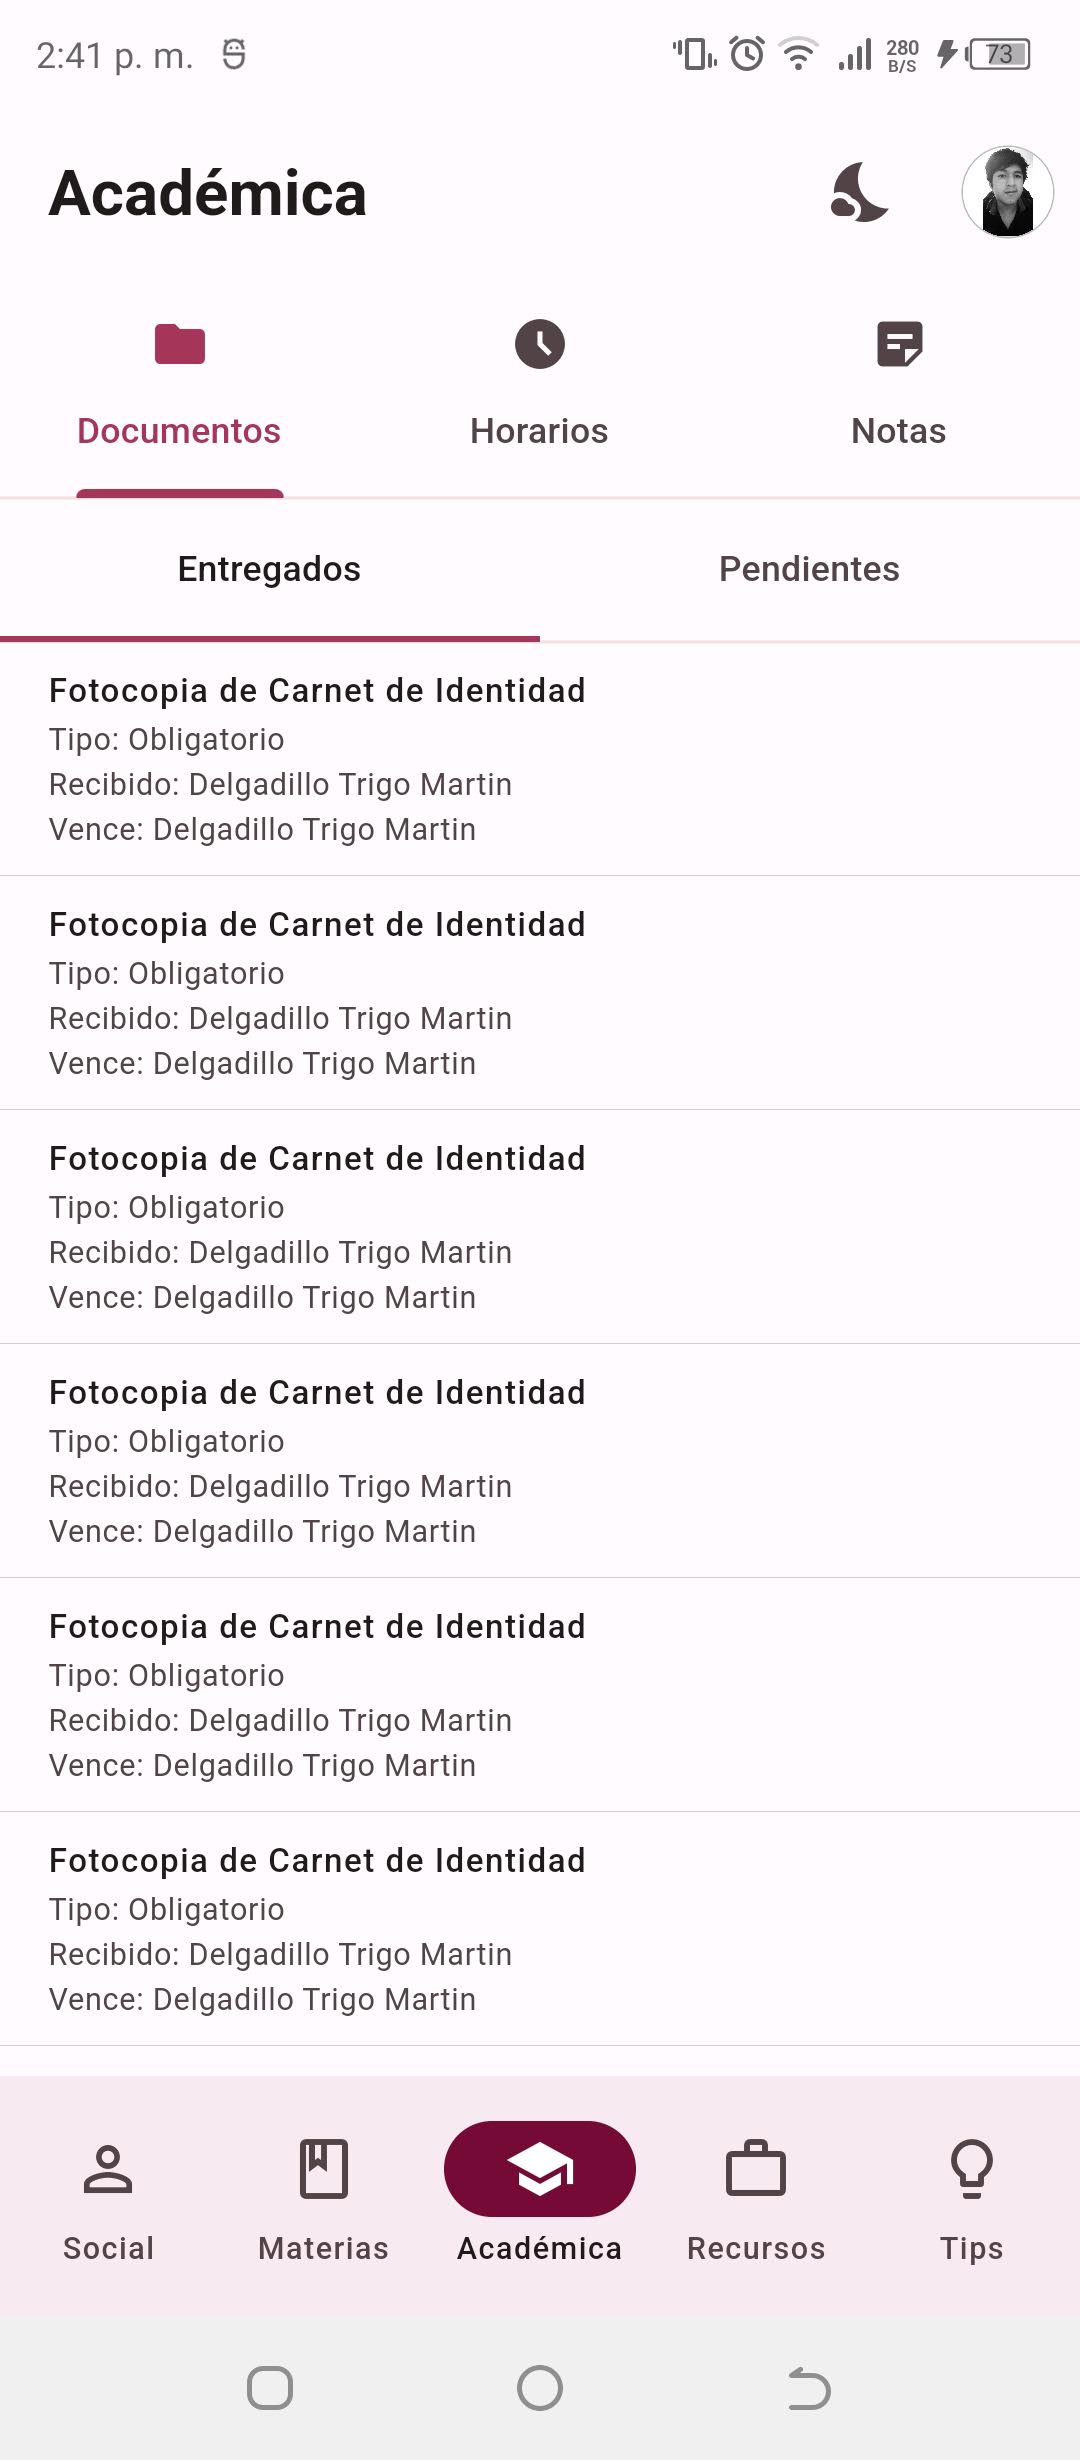 2:41 p. m.
280
B/S
73
Académica
Documentos
Horarios
Notas
Entregados
Pendientes
Fotocopia de Carnet de Identidad
Tipo: Obligatorio
Recibido: Delgadillo Trigo Martin
Vence: Delgadillo Trigo Martin
Fotocopia de Carnet de Identidad
Tipo: Obligatorio
Recibido: Delgadillo Trigo Martin
Vence: Delgadillo Trigo Martin
Fotocopia de Carnet de Identidad
Tipo: Obligatorio
Recibido: Delgadillo Trigo Martin
Vence: Delgadillo Trigo Martin
Fotocopia de Carnet de Identidad
Tipo: Obligatorio
Recibido: Delgadillo Trigo Martin
Vence: Delgadillo Trigo Martin
Fotocopia de Carnet de Identidad
Tipo: Obligatorio
Recibido: Delgadillo Trigo Martin
Vence: Delgadillo Trigo Martin
Fotocopia de Carnet de Identidad
Tipo: Obligatorio
Recibido: Delgadillo Trigo Martin
Vence: Delgadillo Trigo Martin
Social
Materias
Académica
Recursos
Tips